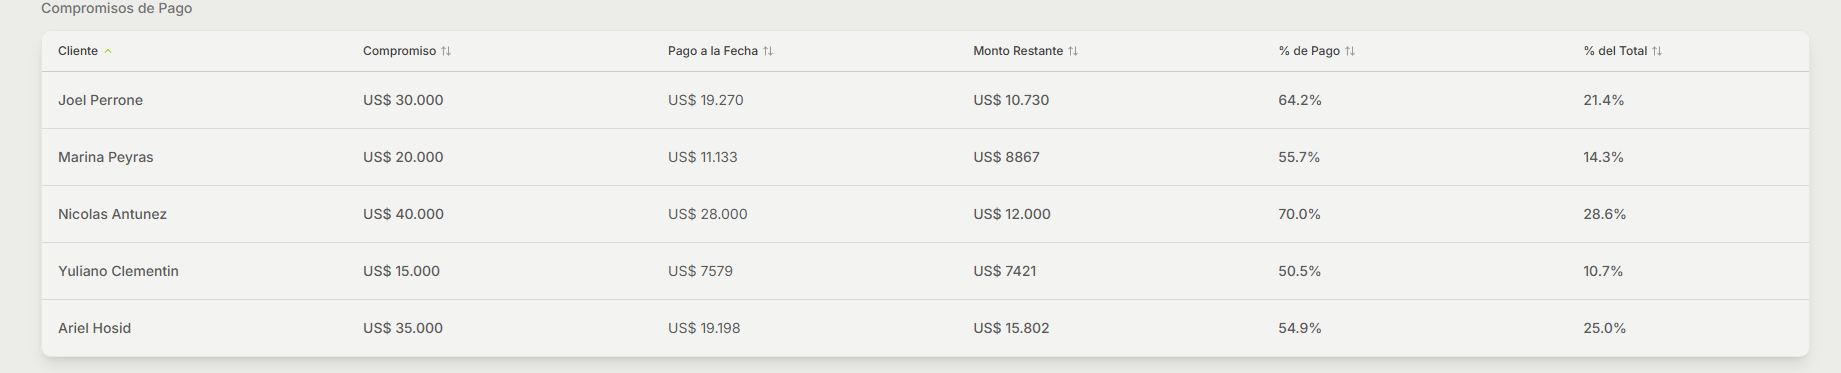 Compromisos de Pago
Cliente Compromiso Pago a la Fecha Monto Restante % de Pago % del Total
Joel Perrone US$ 30.000 US$ 19.270 US$ 10.730 64.2% 21.4%
Marina Peyras US$ 20.000 US$ 11.133 US$ 8867 55.7% 14.3%
Nicolas Antunez US$ 40.000 US$ 28.000 US$ 12.000 70.0% 28.6%
Yuliano Clementin US$ 15.000 US$ 7579 US$ 7421 50.5% 10.7%
Ariel Hosid US$ 35.000 US$ 19.198 US$ 15.802 54.9% 25.0%